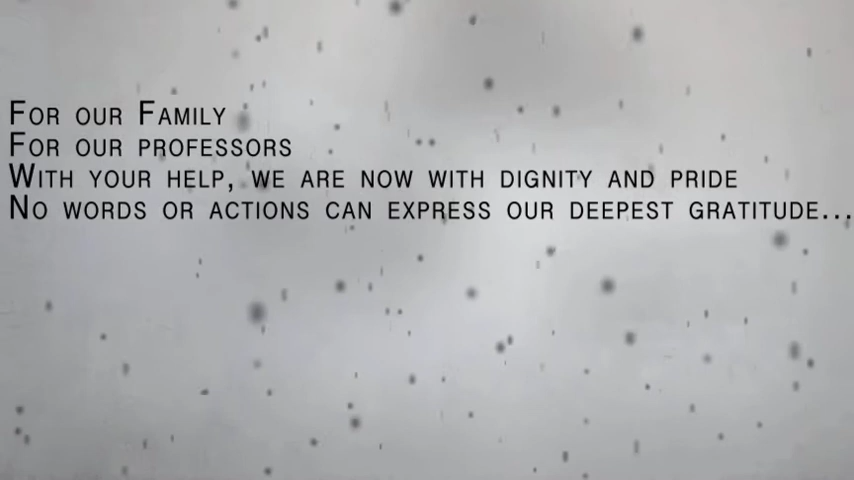 For our Family
For our professors
With your help, we are now with dignity and pride
No words or actions can express our deepest gratitude...